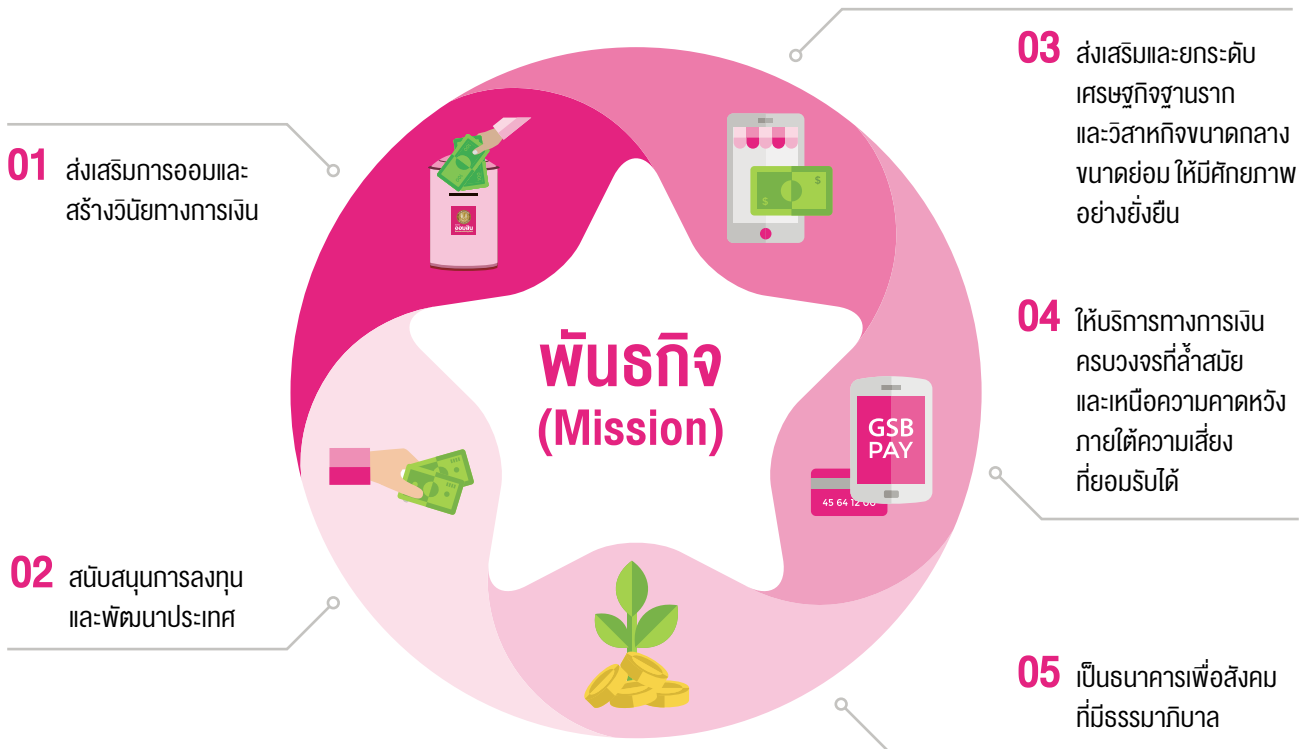 01 ส่งเสริมการออมและ
สร้างวินัยทางการเงิน
02 สนับสนุนการลงทุน
และพัฒนาประเทศ
03 ส่งเสริมและยกระดับ
เศรษฐกิจฐานราก
และวิสาหกิจขนาดกลาง
ขนาดย่อม ให้มีศักยภาพ
อย่างยั่งยืน
04 ให้บริการทางการเงิน
ครบวงจรที่ล้ำสมัย
และเหนือความคาดหวัง
ภายใต้ความเสี่ยง
ที่ยอมรับได้
05 เป็นธนาคารเพื่อสังคม
ที่มีธรรมาภิบาล
พันธกิจ
(Mission)
ออมสิน
GSB
PAY
45 64 12
$
$